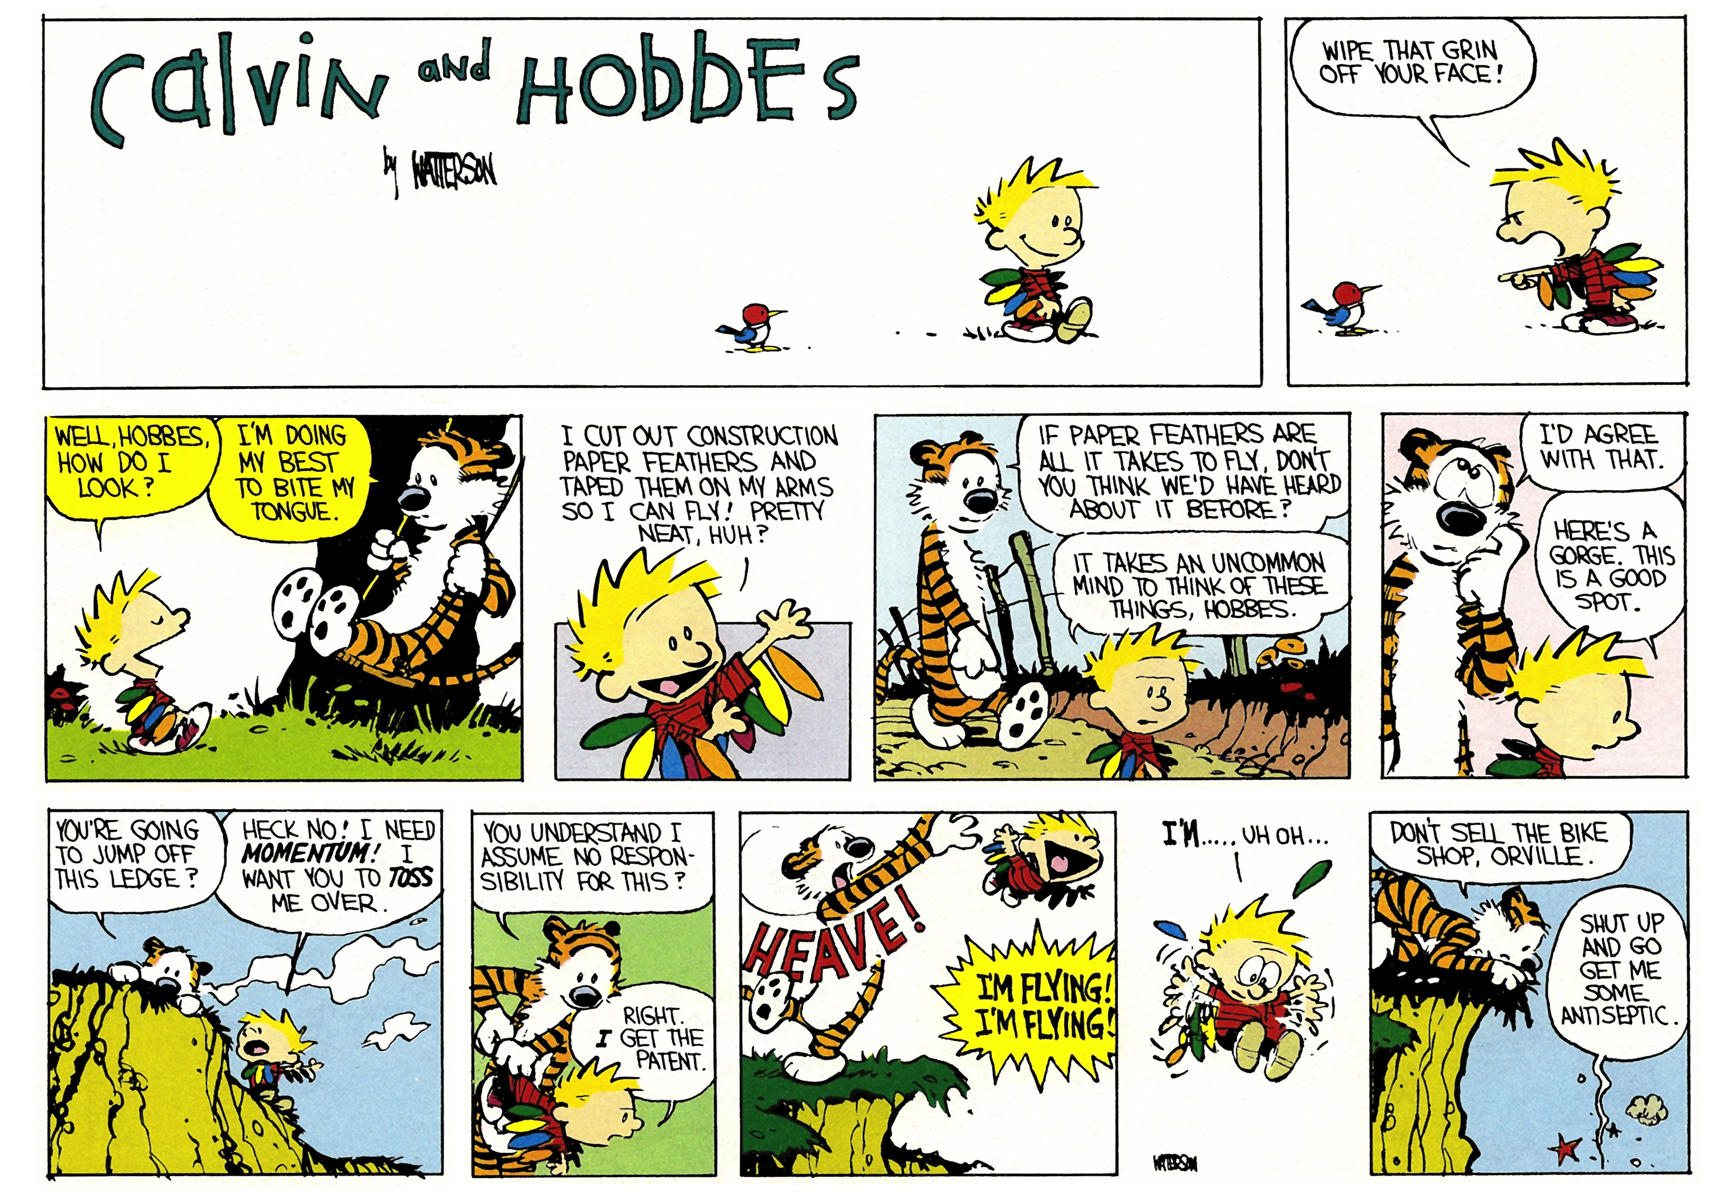 CALVIN AND HOBBES
by WATTERSON
WIPE THAT GRIN
OFF YOUR FACE!
WELL, HOBBES,
HOW DO I
LOOK?
I'M DOING
MY BEST
TO BITE MY
TONGUE.
I CUT OUT CONSTRUCTION
PAPER FEATHERS AND
TAPED THEM ON MY ARMS
SO I CAN FLY! PRETTY
NEAT, HUH?
IF PAPER FEATHERS ARE
ALL IT TAKES TO FLY, DON'T
YOU THINK WE'D HAVE HEARD
ABOUT IT BEFORE?
IT TAKES AN UNCOMMON
MIND TO THINK OF THESE
THINGS, HOBBES.
I'D AGREE
WITH THAT.
HERE'S A
GORGE. THIS
IS A GOOD
SPOT.
YOU'RE GOING
TO JUMP OFF
THIS LEDGE?
HECK NO! I NEED
MOMENTUM! I
WANT YOU TO TOSS
ME OVER.
YOU UNDERSTAND I
ASSUME NO RESPON-
SIBILITY FOR THIS?
RIGHT.
I GET THE
PATENT.
HEAVE!
I'M FLYING!
I'M FLYING!
I'M..... UH OH...
WATTERSON
DON'T SELL THE BIKE
SHOP, ORVILLE.
SHUT UP
AND GO
GET ME
SOME
ANTISEPTIC.